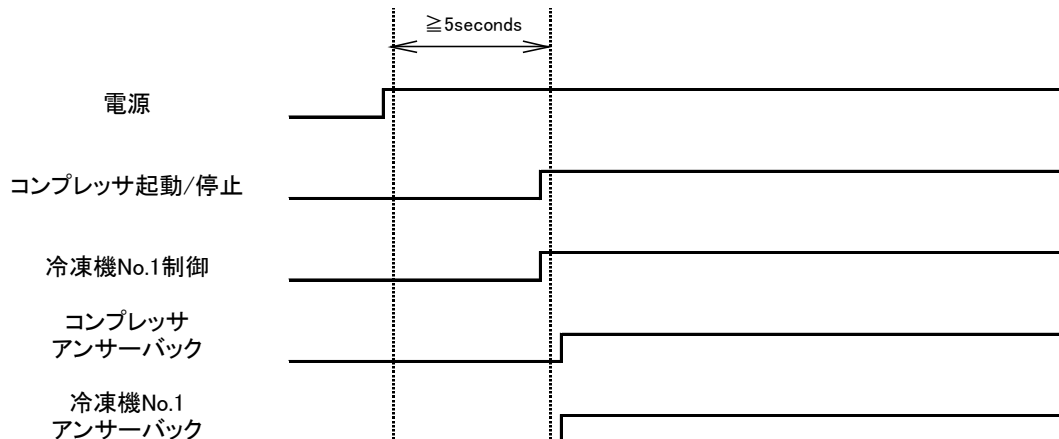 ≧5seconds
電源
コンプレッサ起動/停止
冷凍機No.1制御
コンプレッサ
アンサーバック
冷凍機No.1
アンサーバック